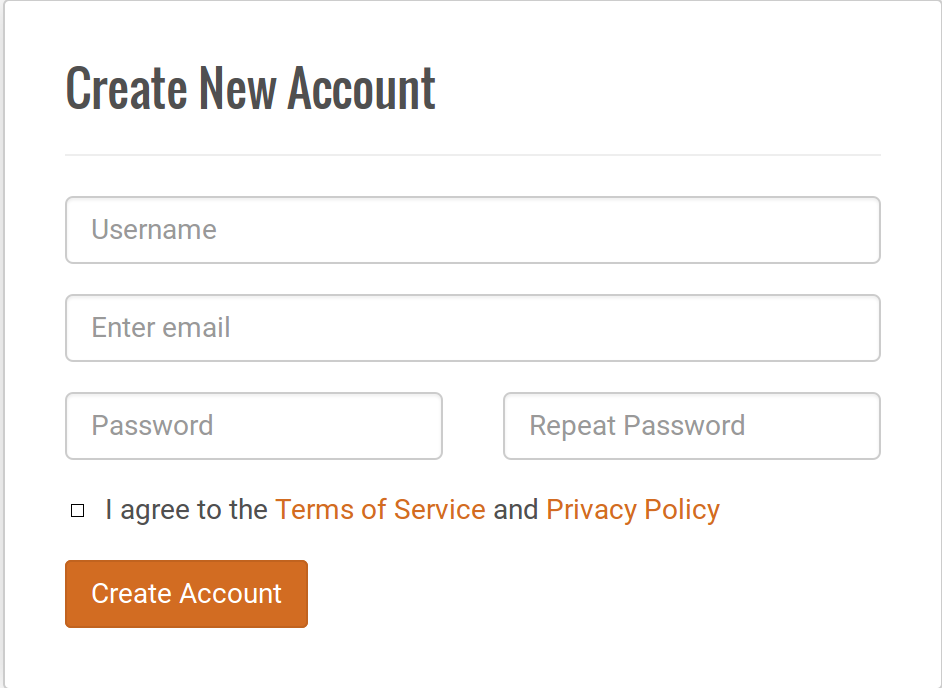 Create New Account
Username
Enter email
Password Repeat Password
I agree to the Terms of Service and Privacy Policy
Create Account